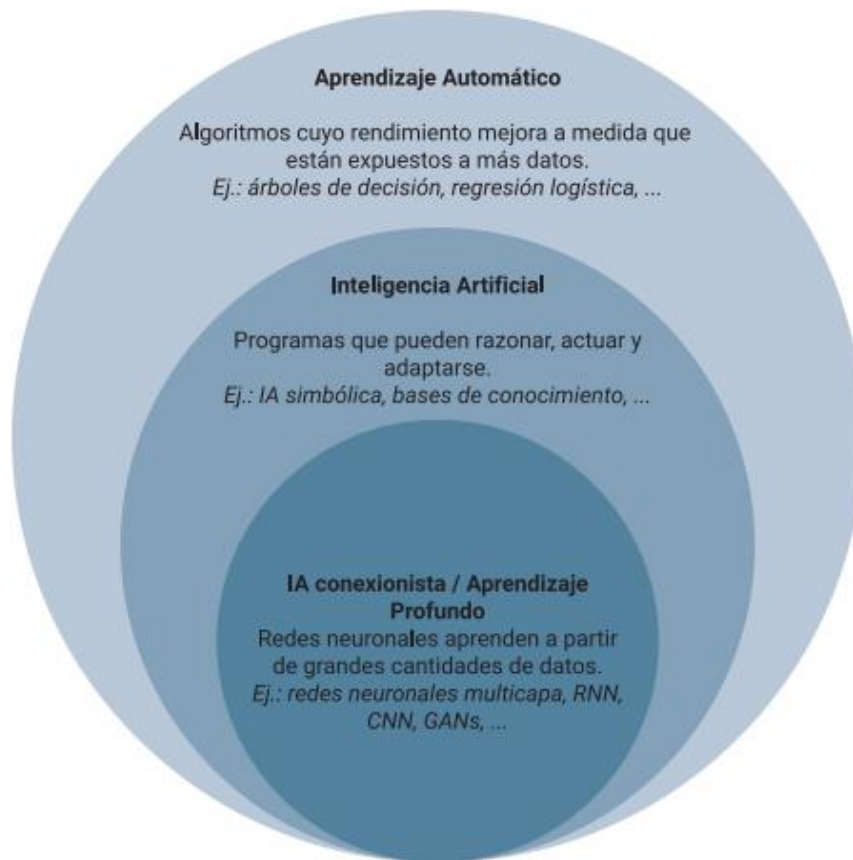 Aprendizaje Automático
Algoritmos cuyo rendimiento mejora a medida que
están expuestos a más datos.
Ej.: árboles de decisión, regresión logística, ...
Inteligencia Artificial
Programas que pueden razonar, actuar y
adaptarse.
Ej.: IA simbólica, bases de conocimiento, ...
IA conexionista / Aprendizaje
Profundo
Redes neuronales aprenden a partir
de grandes cantidades de datos.
Ej.: redes neuronales multicapa, RNN,
CNN, GANs, ...